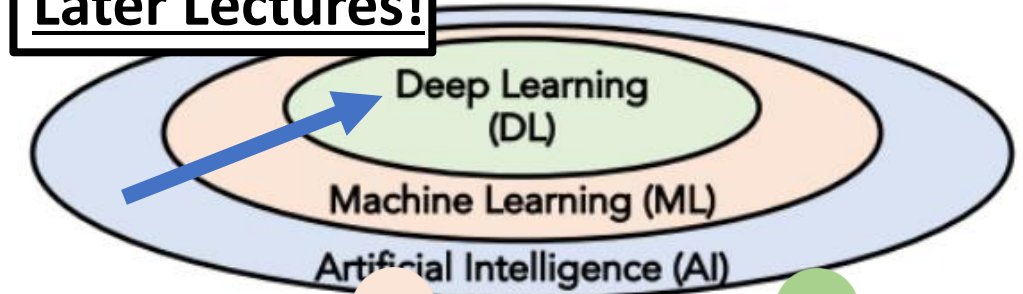 Later Lectures!
Deep Learning
(DL)
Machine Learning (ML)
Artificial Intelligence (AI)